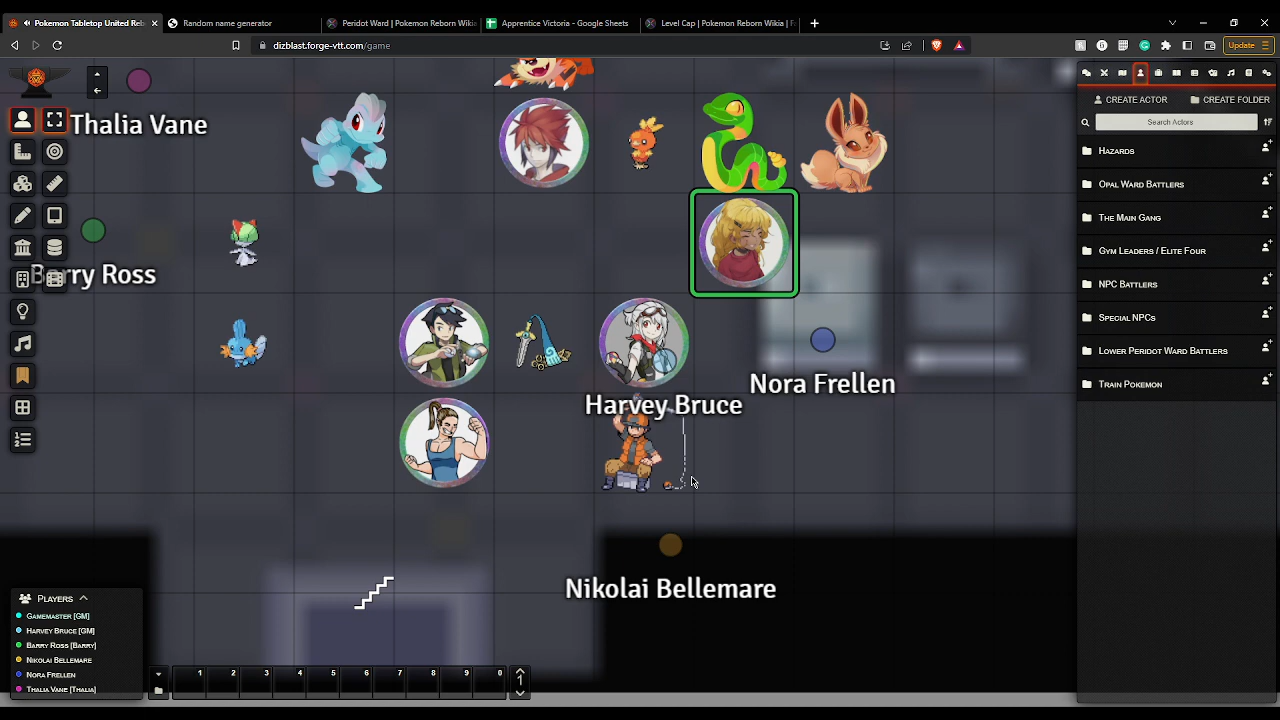 Pokemon Tabletop United Reb
Random name generator
Peridot Ward | Pokemon Reborn Wikia
Apprentice Victoria - Google Sheets
Level Cap | Pokemon Reborn Wikia | F
dizblast.forge-vtt.com/game
Update
CREATE ACTOR
CREATE FOLDER
Search Actors
Hazards
Opal Ward Battlers
The Main Gang
Gym Leaders / Elite Four
NPC Battlers
Special NPCs
Lower Peridot Ward Battlers
Train Pokemon
Thalia Vane
Barry Ross
Nora Frellen
Harvey Bruce
Nikolai Bellemare
Players
Gamemaster [GM]
Harvey Bruce [GM]
Barry Ross [Barry]
Nikolai Bellemare
Nora Frellen
Thalia Vane [Thalia]
1 2 3 4 5 6 7 8 9 0
1